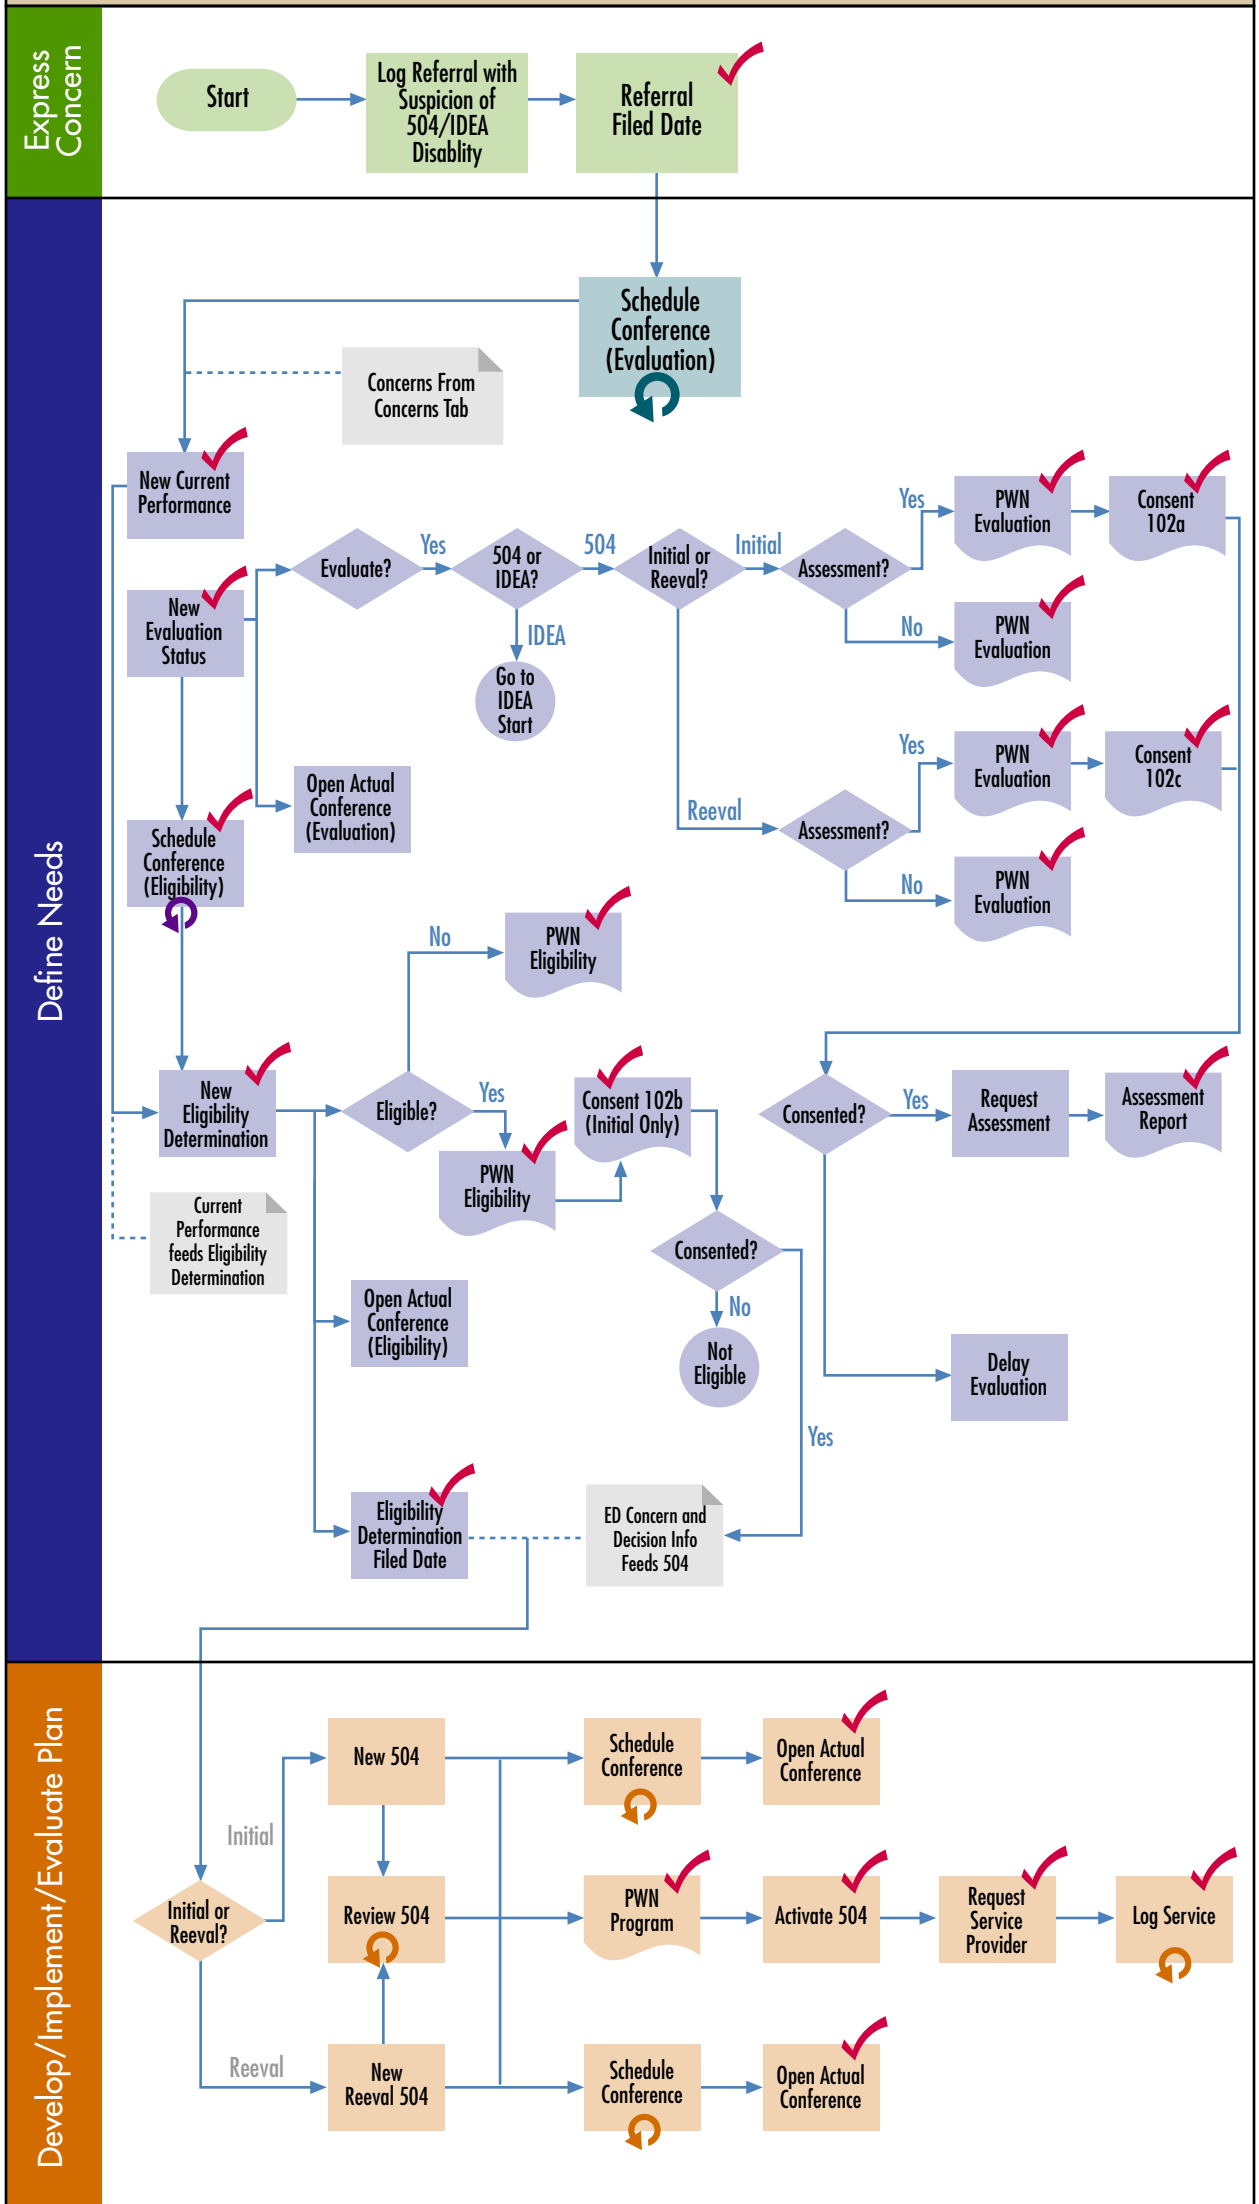 Express
Concern
Start
Log Referral with
Suspicion of
504/IDEA
Disablity
Referral
Filed Date
Define Needs
Schedule
Conference
(Evaluation)
Concerns From
Concerns Tab
New Current
Performance
New
Evaluation
Status
Evaluate?
Yes
504 or
IDEA?
504
Initial or
Reeval?
Initial
Assessment?
Yes
PWN
Evaluation
Consent
102a
No
PWN
Evaluation
IDEA
Go to
IDEA
Start
Open Actual
Conference
(Evaluation)
Reeval
Assessment?
Yes
PWN
Evaluation
Consent
102c
No
PWN
Evaluation
Schedule
Conference
(Eligibility)
No
PWN
Eligibility
New
Eligibility
Determination
Eligible?
Yes
PWN
Eligibility
Consent 102b
(Initial Only)
Consented?
Yes
Request
Assessment
Assessment
Report
Current
Performance
feeds Eligibility
Determination
Consented?
No
Not
Eligible
Yes
Open Actual
Conference
(Eligibility)
Delay
Evaluation
Eligibility
Determination
Filed Date
ED Concern and
Decision Info
Feeds 504
Develop/Implement/Evaluate Plan
New 504
Schedule
Conference
Open Actual
Conference
Initial
Initial or
Reeval?
Review 504
PWN
Program
Activate 504
Request
Service
Provider
Log Service
Reeval
New
Reeval 504
Schedule
Conference
Open Actual
Conference